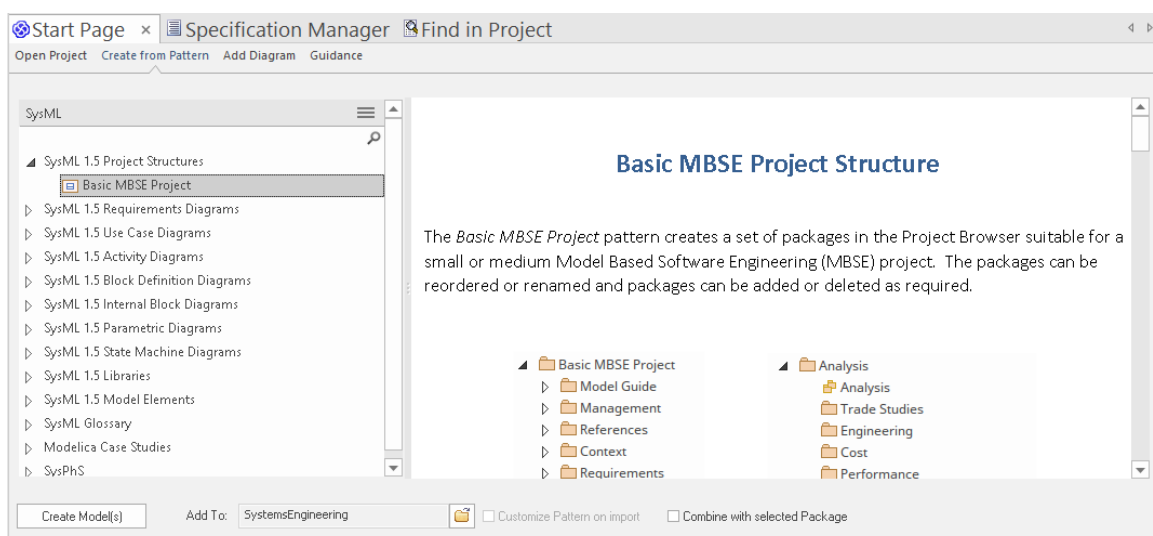 Start Page × Specification Manager Find in Project
Open Project Create from Pattern Add Diagram Guidance
SysML
SysML 1.5 Project Structures
Basic MBSE Project
SysML 1.5 Requirements Diagrams
SysML 1.5 Use Case Diagrams
SysML 1.5 Activity Diagrams
SysML 1.5 Block Definition Diagrams
SysML 1.5 Internal Block Diagrams
SysML 1.5 Parametric Diagrams
SysML 1.5 State Machine Diagrams
SysML 1.5 Libraries
SysML 1.5 Model Elements
SysML Glossary
Modelica Case Studies
SysPhS
Basic MBSE Project Structure
The Basic MBSE Project pattern creates a set of packages in the Project Browser suitable for a
small or medium Model Based Software Engineering (MBSE) project. The packages can be
reordered or renamed and packages can be added or deleted as required.
Basic MBSE Project
Model Guide
Management
References
Context
Requirements
Analysis
Analysis
Trade Studies
Engineering
Cost
Performance
Create Model(s) Add To: SystemsEngineering Customize Pattern on import Combine with selected Package